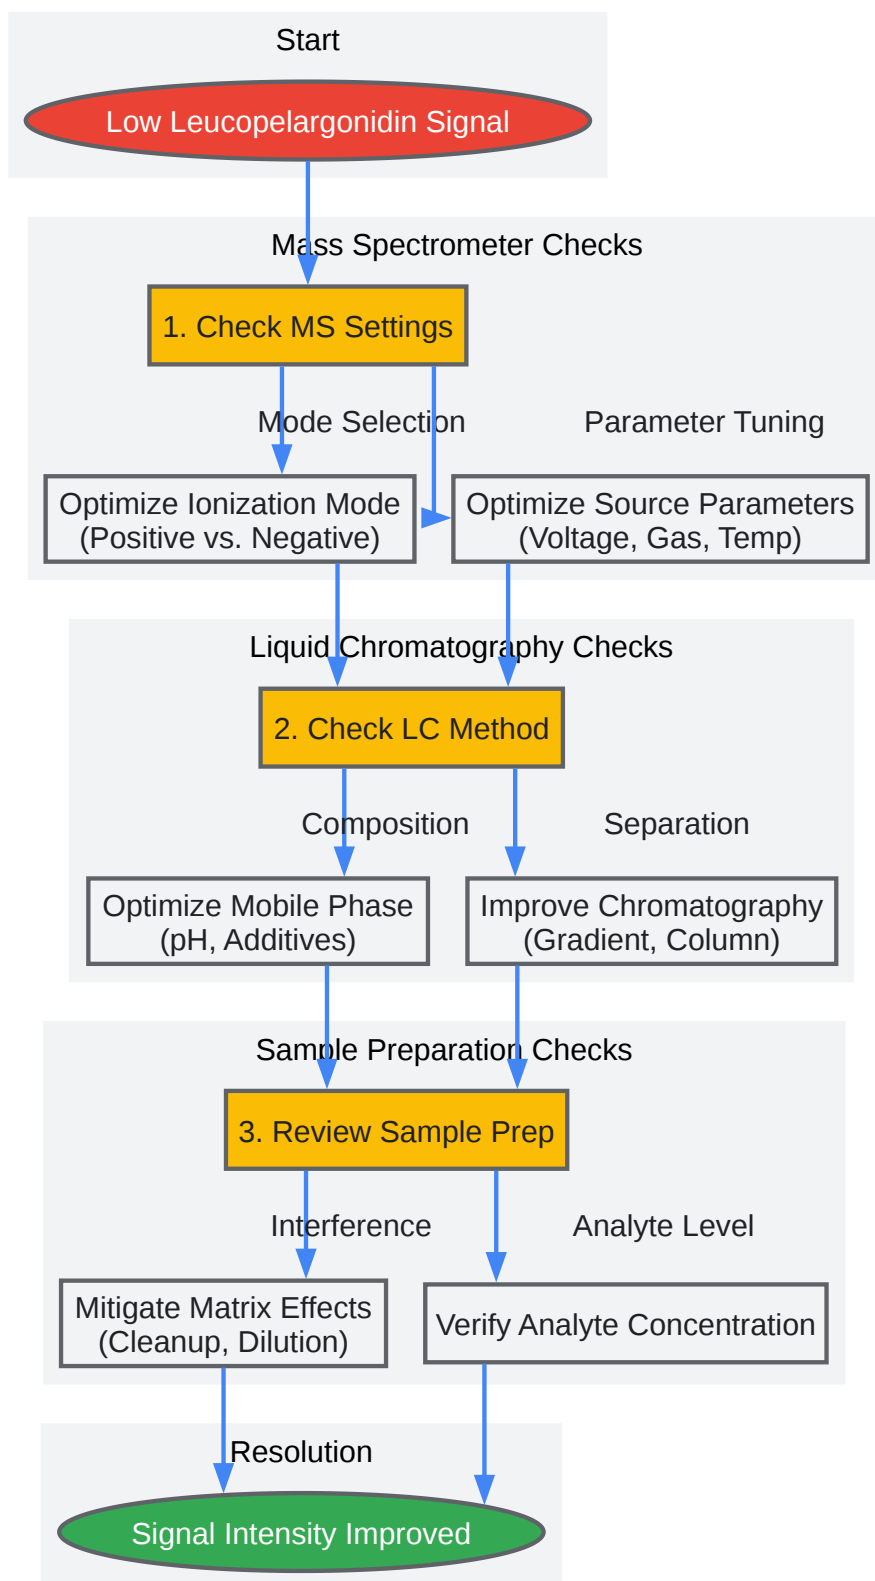 Start
Low Leucopelargonidin Signal
Mass Spectrometer Checks
1. Check MS Settings
Mode Selection
Parameter Tuning
Optimize Ionization Mode
(Positive vs. Negative)
Optimize Source Parameters
(Voltage, Gas, Temp)
Liquid Chromatography Checks
2. Check LC Method
Composition
Separation
Optimize Mobile Phase
(pH, Additives)
Improve Chromatography
(Gradient, Column)
Sample Preparation Checks
3. Review Sample Prep
Interference
Analyte Level
Mitigate Matrix Effects
(Cleanup, Dilution)
Verify Analyte Concentration
Resolution
Signal Intensity Improved